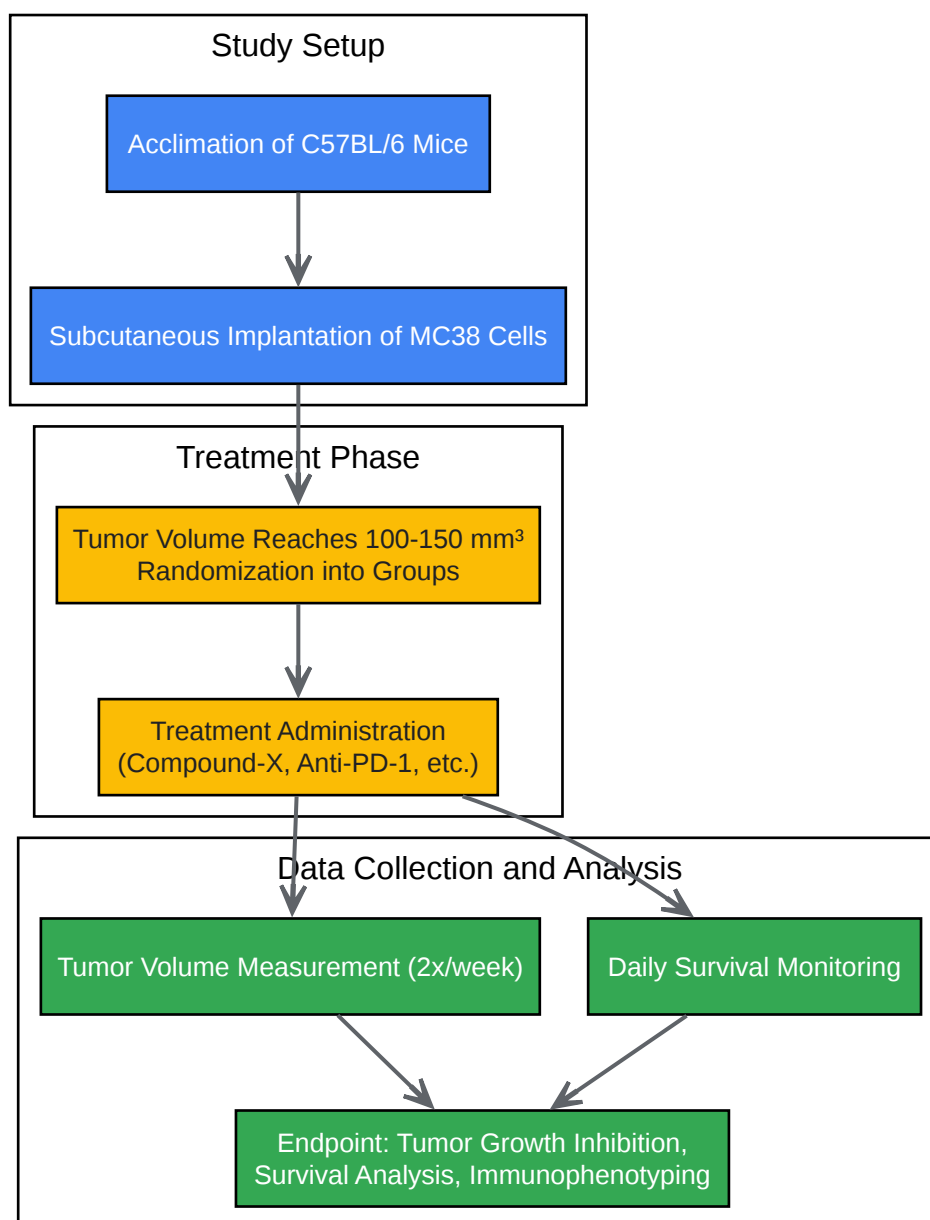 Study Setup
Acclimation of C57BL/6 Mice
Subcutaneous Implantation of MC38 Cells
Treatment Phase
Tumor Volume Reaches 100-150 mm³
Randomization into Groups
Treatment Administration
(Compound-X, Anti-PD-1, etc.)
Data Collection and Analysis
Tumor Volume Measurement (2x/week)
Daily Survival Monitoring
Endpoint: Tumor Growth Inhibition,
Survival Analysis, Immunophenotyping